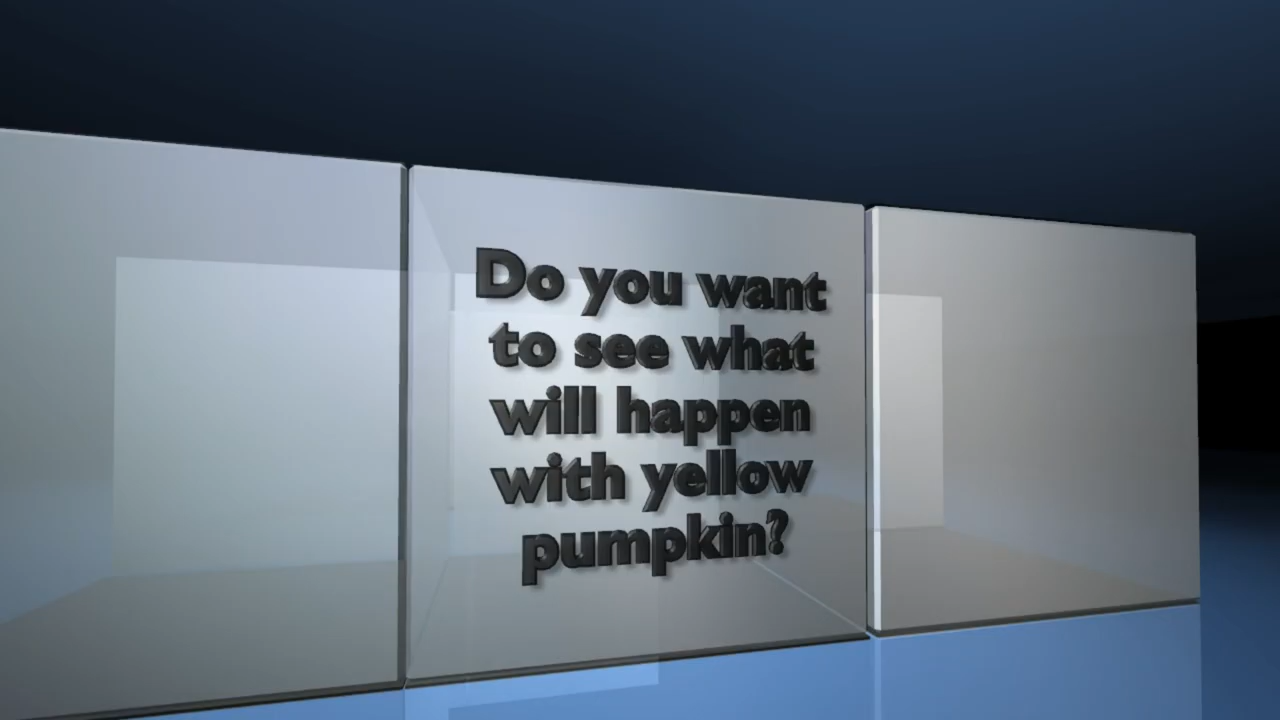 Do you want
to see what
will happen
with yellow
pumpkin?